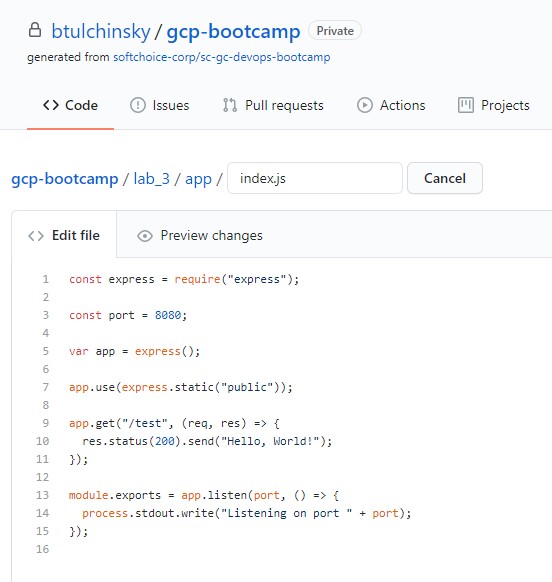 btulchinsky / gcp-bootcamp Private
generated from softchoice-corp/sc-gc-devops-bootcamp
<> Code Issues Pull requests Actions Projects
gcp-bootcamp / lab_3 / app / index.js Cancel
<> Edit file Preview changes
1 const express = require("express");
2
3 const port = 8080;
4
5 var app = express();
6
7 app.use(express.static("public"));
8
9 app.get("/test", (req, res) => {
10 res.status(200).send("Hello, World!");
11 });
12
13 module.exports = app.listen(port, () => {
14 process.stdout.write("Listening on port " + port);
15 });
16